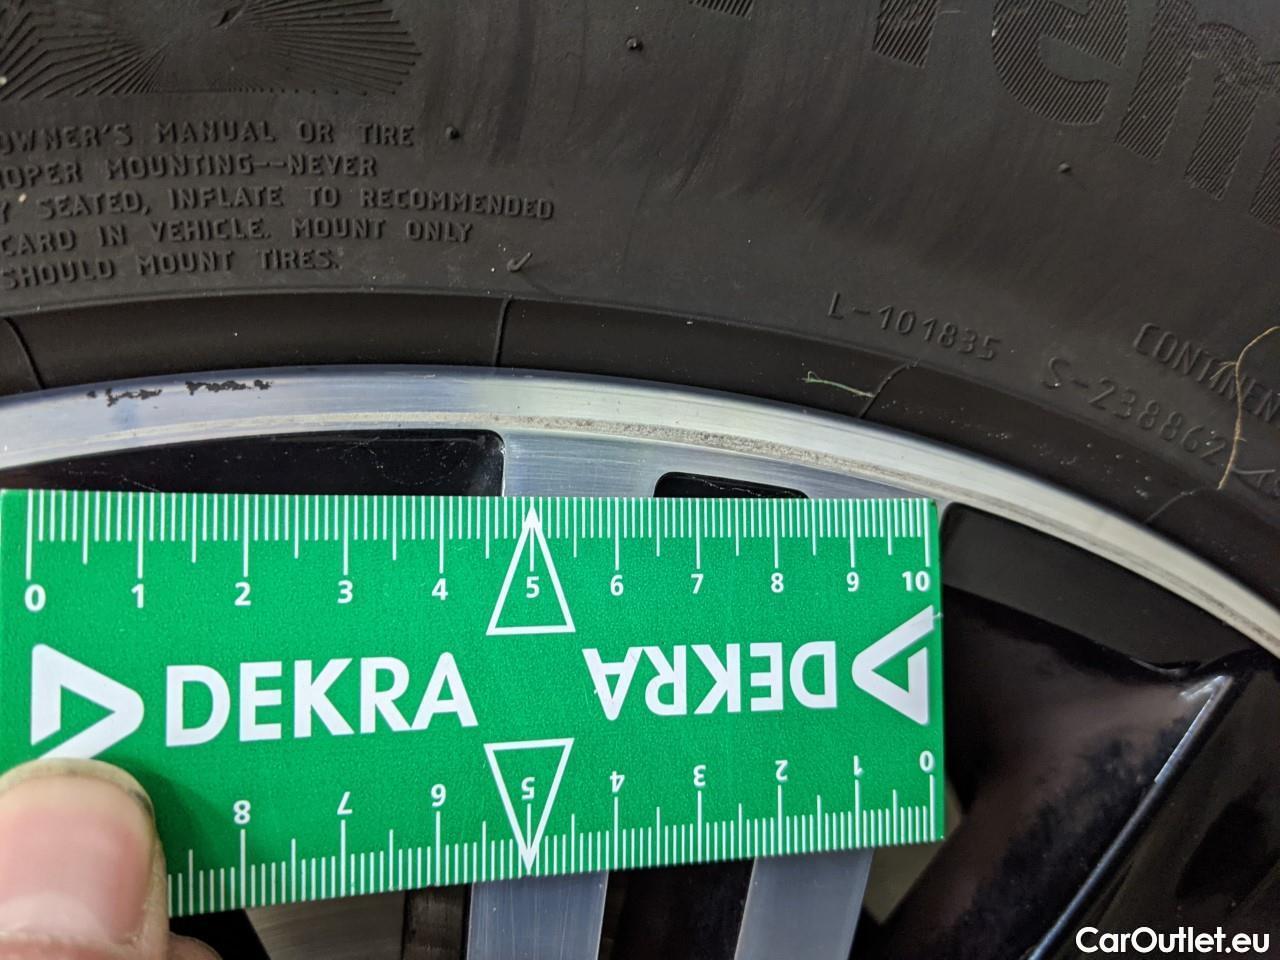 OWNER'S MANUAL OR TIRE
MOUNTING--NEVER
SEATED, INFLATE TO RECOMMENDED
CARD IN VEHICLE. MOUNT ONLY
SHOULD MOUNT TIRES.
L-101835
S-238862
0 1 2 3 4 5 6 7 8 9 10
DEKRA
DEKRA
8 7 6 5 4 3 2 1 0
CarOutlet.eu